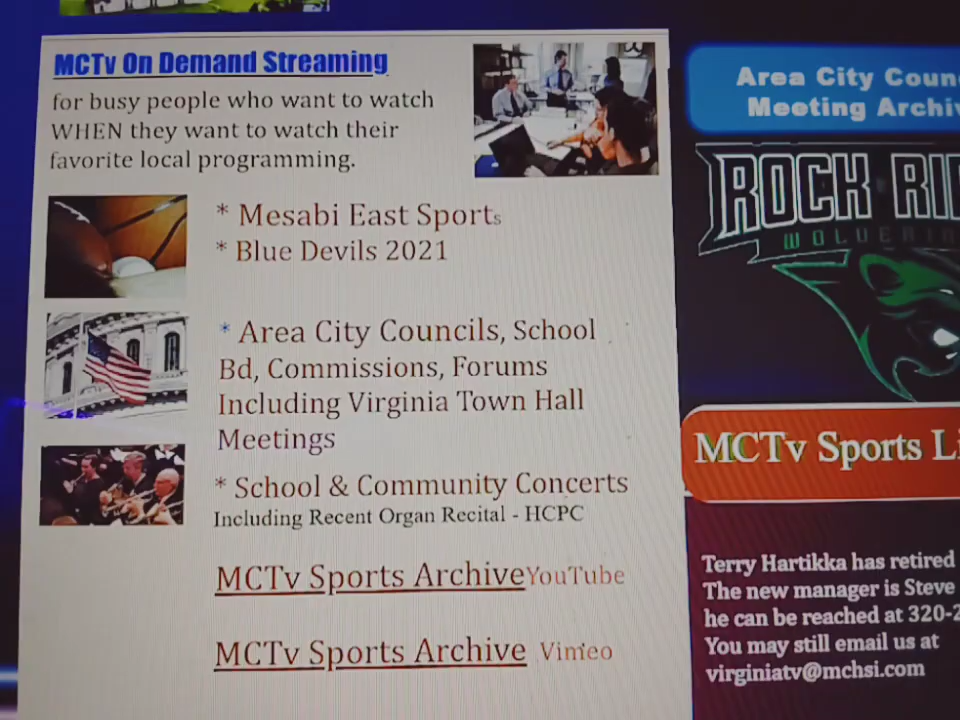 MCTv On Demand Streaming
for busy people who want to watch
WHEN they want to watch their
favorite local programming.
* Mesabi East Sports
* Blue Devils 2021
* Area City Councils, School
Bd, Commissions, Forums
Including Virginia Town Hall
Meetings
* School & Community Concerts
Including Recent Organ Recital - HCPC
MCTv Sports Archive YouTube
MCTv Sports Archive Vimeo
Area City
Meeting
ROCK
MCTv Sports
Terry Hartikka has retired
The new manager is Steve
he can be reached at 320-2
You may still email us at
virginiatv@mchsi.com